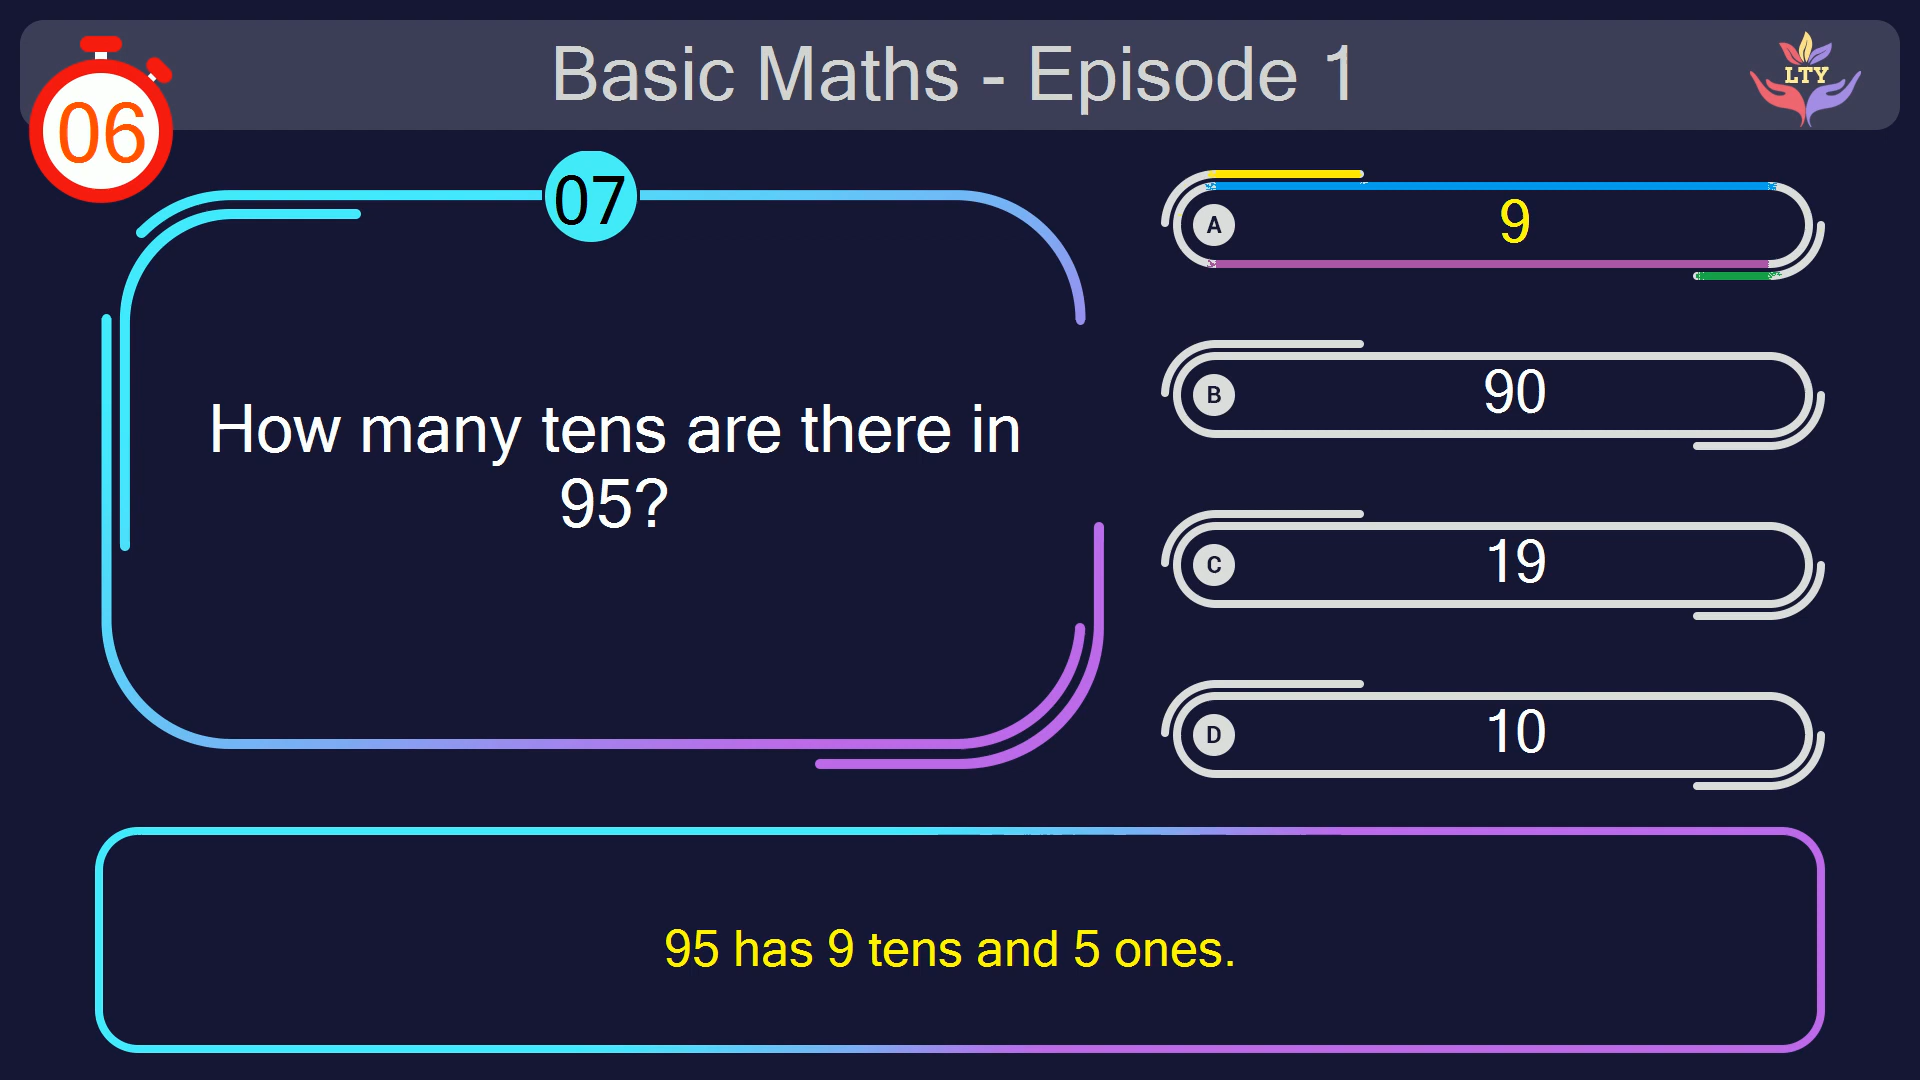 Basic Maths - Episode 1
LTY
06
07
How many tens are there in
95?
A 9
B 90
C 19
D 10
95 has 9 tens and 5 ones.